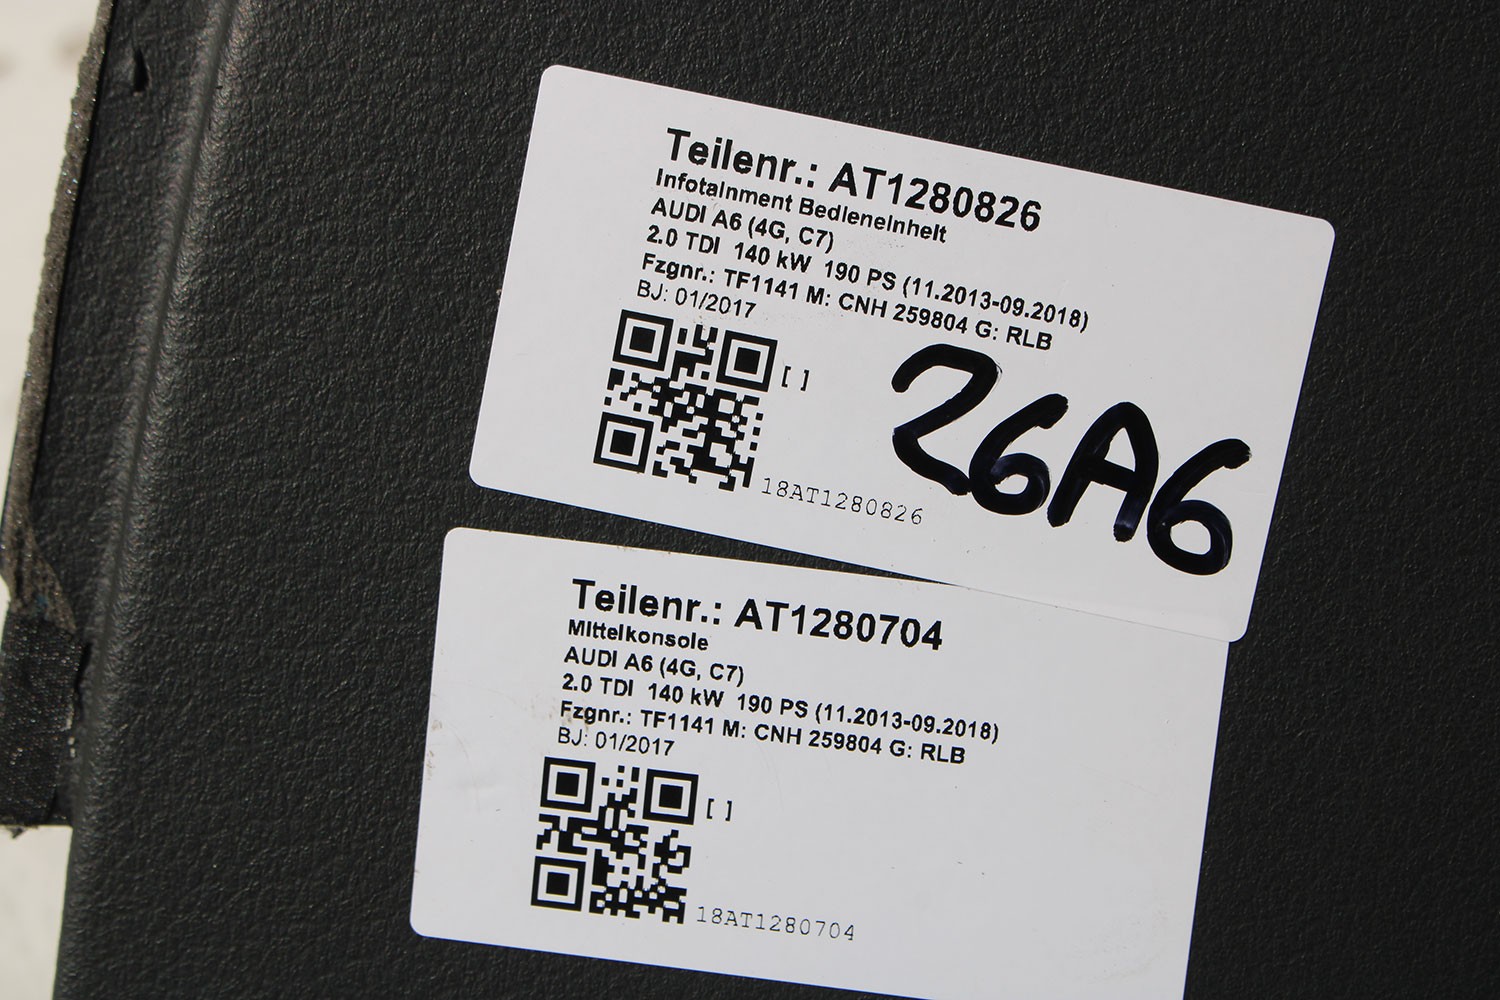 Teilenr.: AT1280826
Infotainment Bedieneinheit
AUDI A6 (4G, C7)
2.0 TDI 140 kW 190 PS (11.2013-09.2018)
Fzgnr.: TF1141 M: CNH 259804 G: RLB
BJ: 01/2017
[ ]
26A6
18AT1280826
Teilenr.: AT1280704
Mittelkonsole
AUDI A6 (4G, C7)
2.0 TDI 140 kW 190 PS (11.2013-09.2018)
Fzgnr.: TF1141 M: CNH 259804 G: RLB
BJ: 01/2017
[ ]
18AT1280704